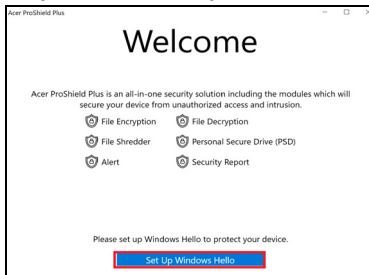 Acer ProShield Plus
Welcome
Acer ProShield Plus is an all-in-one security solution including the modules which will
secure your device from unauthorized access and intrusion.
File Encryption File Decryption
File Shredder Personal Secure Drive (PSD)
Alert Security Report
Please set up Windows Hello to protect your device.
Set Up Windows Hello